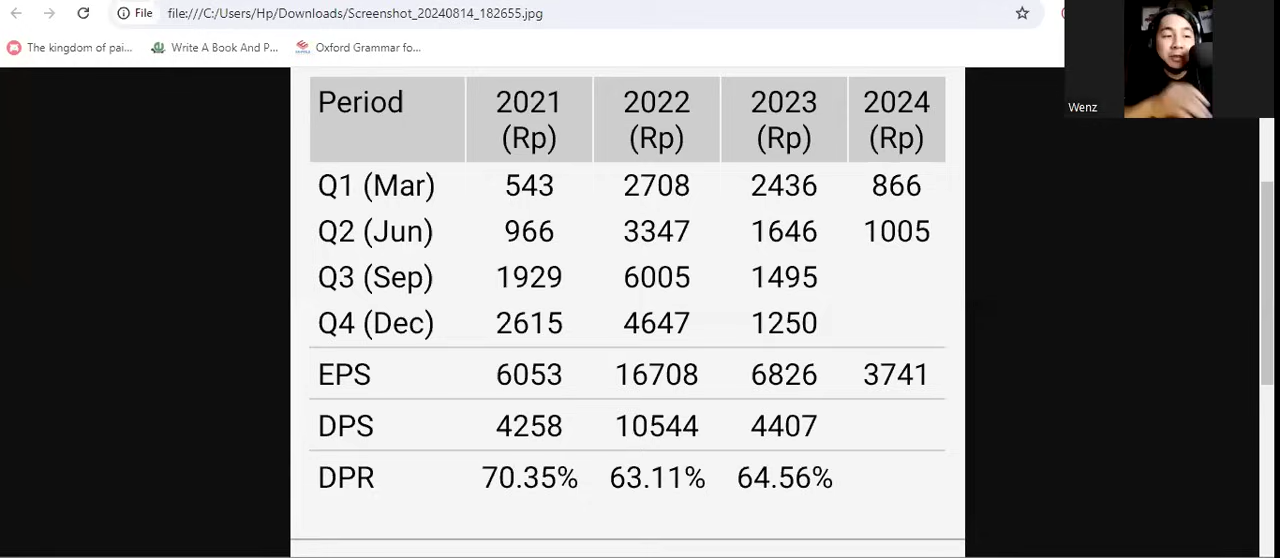 File file:///C:/Users/Hp/Downloads/Screenshot_20240814_182655.jpg
The kingdom of pai... Write A Book And P... Oxford Grammar fo...
Wenz
Period 2021 (Rp) 2022 (Rp) 2023 (Rp) 2024 (Rp)
Q1 (Mar) 543 2708 2436 866
Q2 (Jun) 966 3347 1646 1005
Q3 (Sep) 1929 6005 1495
Q4 (Dec) 2615 4647 1250
EPS 6053 16708 6826 3741
DPS 4258 10544 4407
DPR 70.35% 63.11% 64.56%